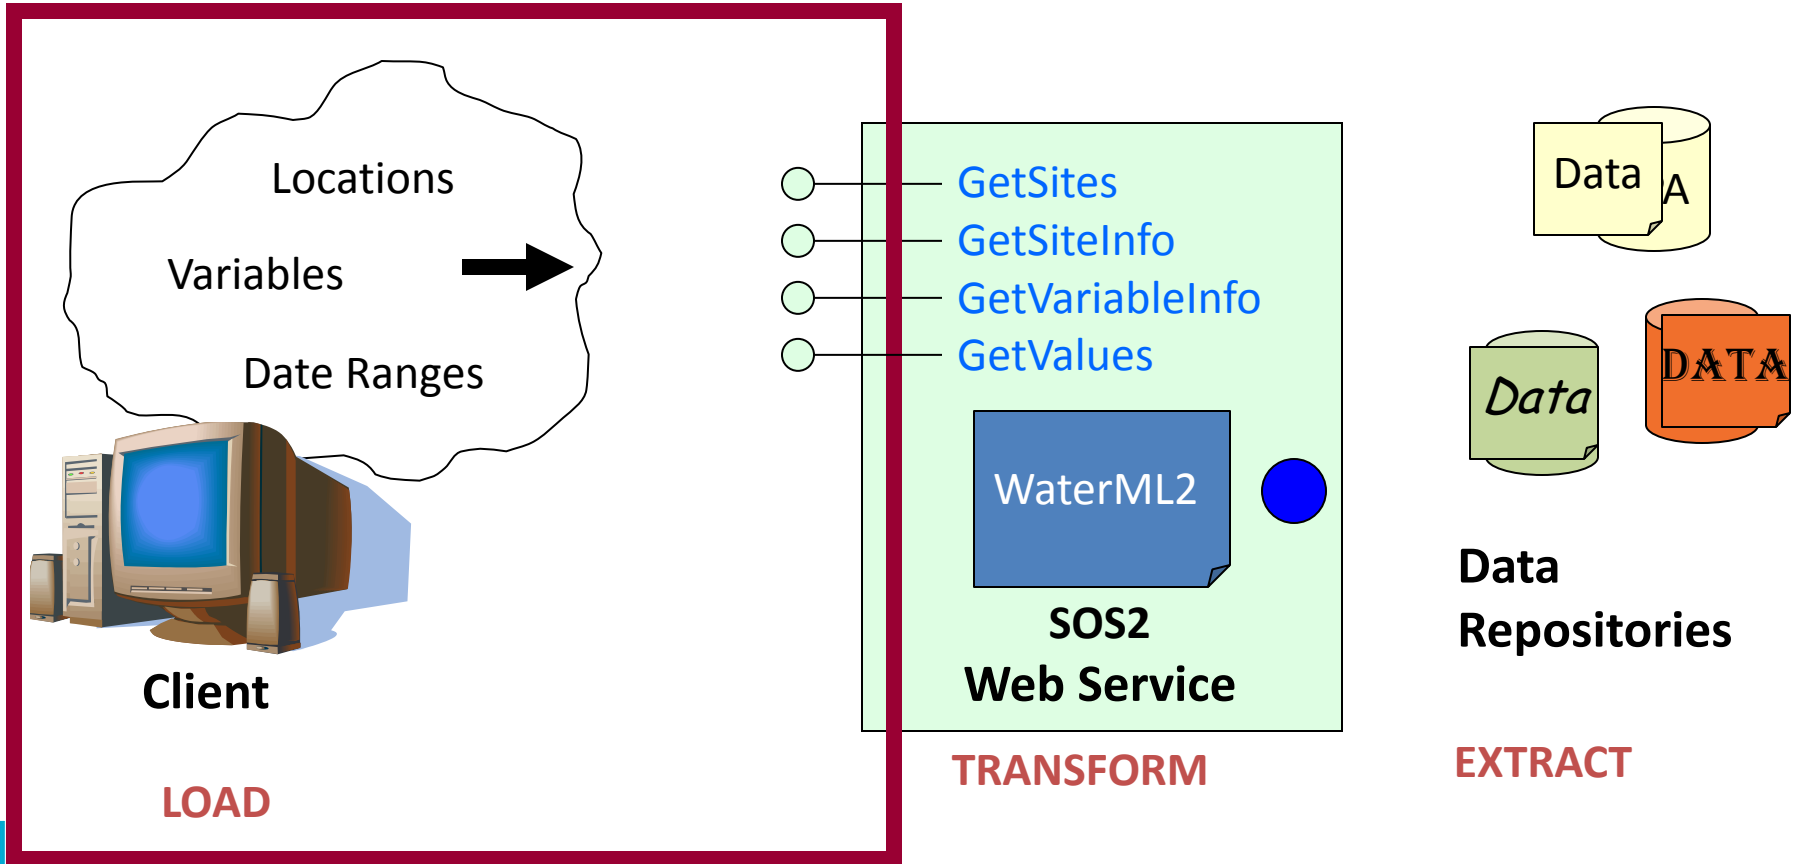 Locations
Variables
Date Ranges
Client
LOAD
GetSites
GetSiteInfo
GetVariableInfo
GetValues
WaterML2
SOS2
Web Service
TRANSFORM
Data
Data
DATA
Data
Repositories
EXTRACT